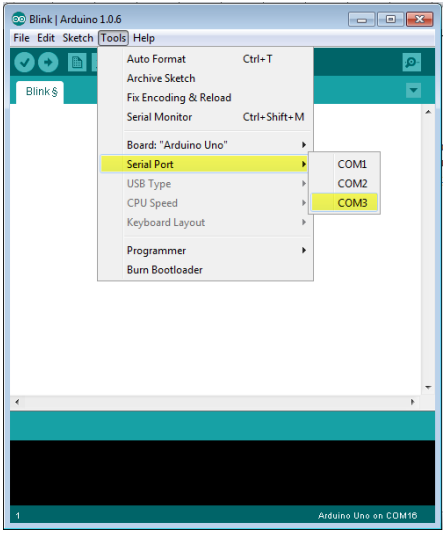 Blink | Arduino 1.0.6
File Edit Sketch Tools Help
Blink §
Auto Format Ctrl+T
Archive Sketch
Fix Encoding & Reload
Serial Monitor Ctrl+Shift+M
Board: "Arduino Uno"
Serial Port
USB Type
CPU Speed
Keyboard Layout
Programmer
Burn Bootloader
COM1
COM2
COM3
1 Arduino Uno on COM16